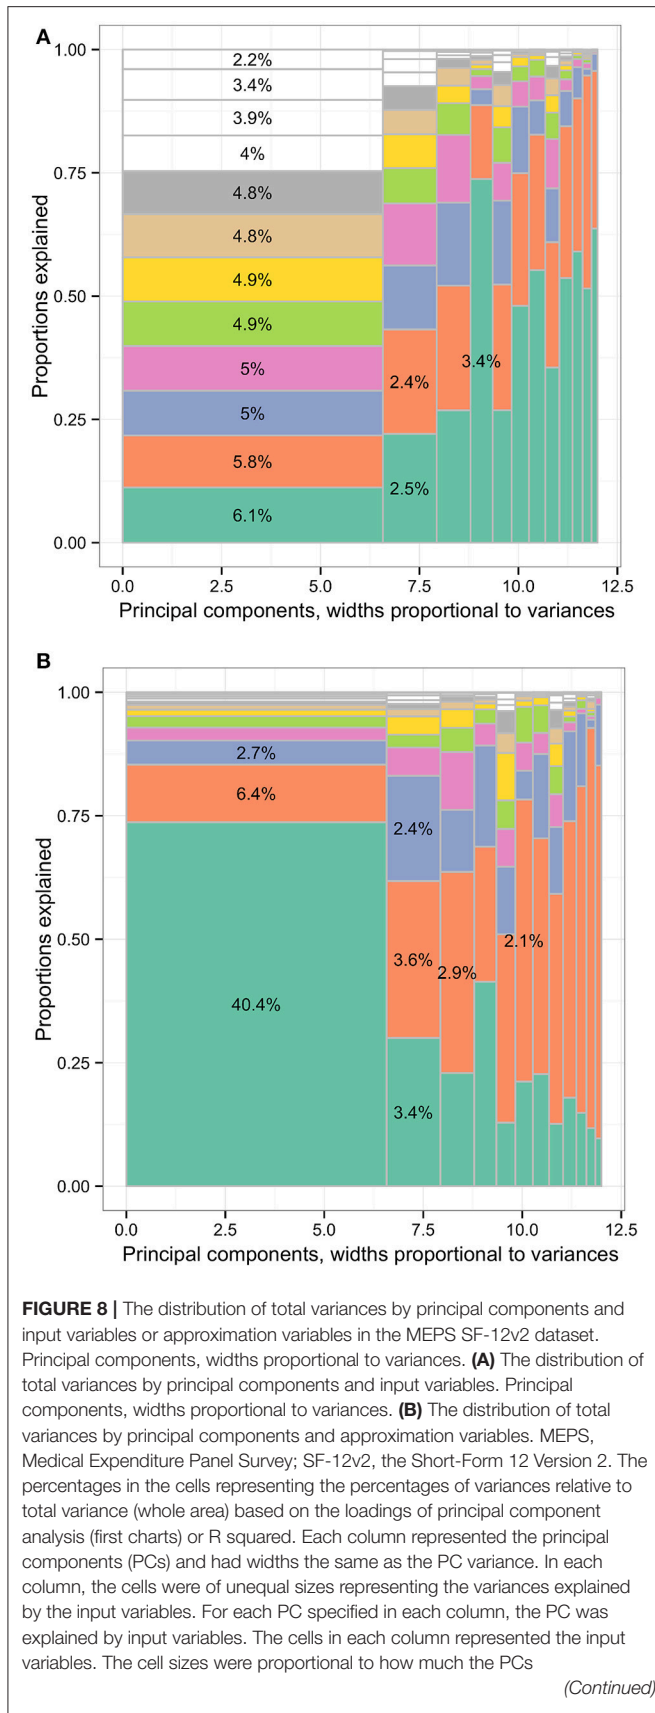 A
1.00
2.2%
3.4%
3.9%
4%
0.75
4.8%
4.8%
4.9%
0.50
4.9%
5%
3.4%
2.4%
5%
0.25
5.8%
2.5%
6.1%
0.00
0.0
2.5
5.0
7.5
10.0
12.5
Proportions explained
Principal components, widths proportional to variances
B
1.00
2.7%
6.4%
0.75
2.4%
0.50
2.1%
3.6%
2.9%
40.4%
0.25
3.4%
0.00
0.0
2.5
5.0
7.5
10.0
12.5
Proportions explained
Principal components, widths proportional to variances
FIGURE 8 | The distribution of total variances by principal components and
input variables or approximation variables in the MEPS SF-12v2 dataset.
Principal components, widths proportional to variances. (A) The distribution of
total variances by principal components and input variables. Principal
components, widths proportional to variances. (B) The distribution of total
variances by principal components and approximation variables. MEPS,
Medical Expenditure Panel Survey; SF-12v2, the Short-Form 12 Version 2. The
percentages in the cells representing the percentages of variances relative to
total variance (whole area) based on the loadings of principal component
analysis (first charts) or R squared. Each column represented the principal
components (PCs) and had widths the same as the PC variance. In each
column, the cells were of unequal sizes representing the variances explained
by the input variables. For each PC specified in each column, the PC was
explained by input variables. The cells in each column represented the input
variables. The cell sizes were proportional to how much the PCs
(Continued)